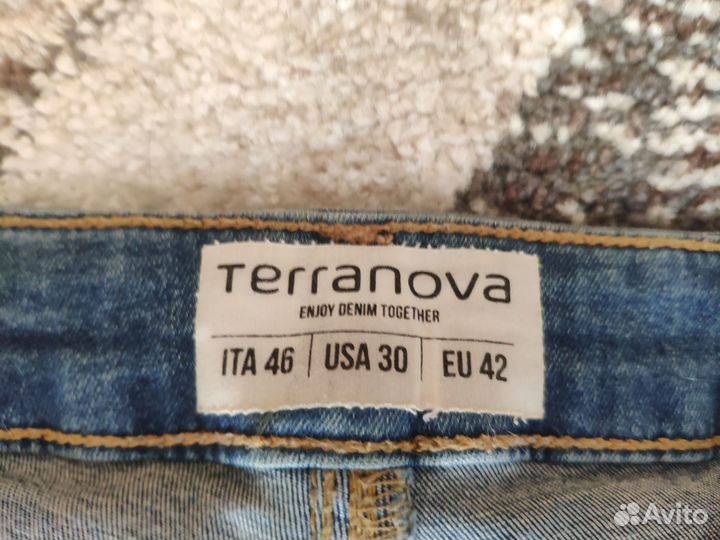 Terranova
ENJOY DENIM TOGETHER
ITA 46 USA 30 EU 42
Avito